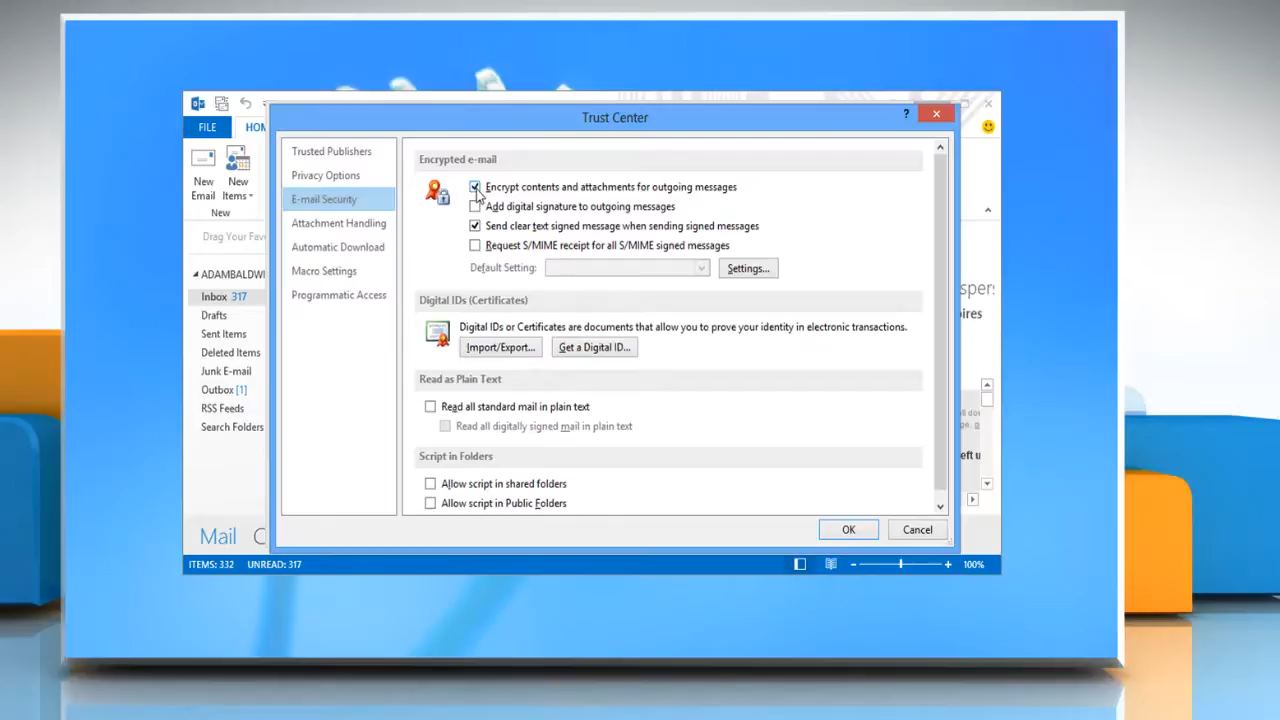 Trust Center
?
FILE
HOM
New Email
New Items
New
Drag Your Fav
ADAMBALDWI
Inbox 317
Drafts
Sent Items
Deleted Items
Junk E-mail
Outbox [1]
RSS Feeds
Search Folders
Mail
ITEMS: 332
UNREAD: 317
100%
Trusted Publishers
Privacy Options
E-mail Security
Attachment Handling
Automatic Download
Macro Settings
Programmatic Access
Encrypted e-mail
Encrypt contents and attachments for outgoing messages
Add digital signature to outgoing messages
Send clear text signed message when sending signed messages
Request S/MIME receipt for all S/MIME signed messages
Default Setting:
Settings...
Digital IDs (Certificates)
Digital IDs or Certificates are documents that allow you to prove your identity in electronic transactions.
Import/Export...
Get a Digital ID...
Read as Plain Text
Read all standard mail in plain text
Read all digitally signed mail in plain text
Script in Folders
Allow script in shared folders
Allow script in Public Folders
OK
Cancel
spers
ires
eft u